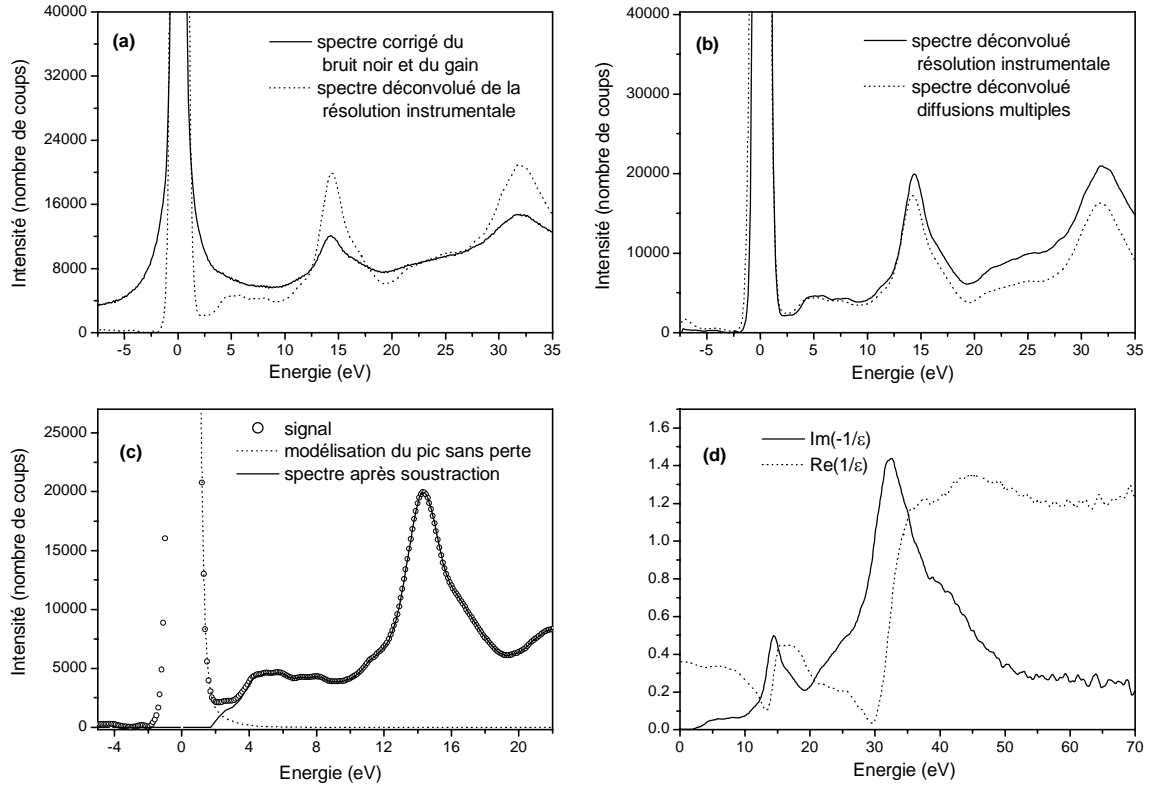 (a)
spectre corrigé du
bruit noir et du gain
spectre déconvolué de la
résolution instrumentale
Intensité (nombre de coups)
40000
32000
24000
16000
8000
0
-5 0 5 10 15 20 25 30 35
Energie (eV)
(b)
spectre déconvolué
résolution instrumentale
spectre déconvolué
diffusions multiples
Intensité (nombre de coups)
40000
30000
20000
10000
0
-5 0 5 10 15 20 25 30 35
Energie (eV)
(c)
signal
modélisation du pic sans perte
spectre après soustraction
Intensité (nombre de coups)
25000
20000
15000
10000
5000
0
-4 0 4 8 12 16 20
Energie (eV)
(d)
Im(-1/ε)
Re(1/ε)
1.6
1.4
1.2
1.0
0.8
0.6
0.4
0.2
0.0
0 10 20 30 40 50 60 70
Energie (eV)